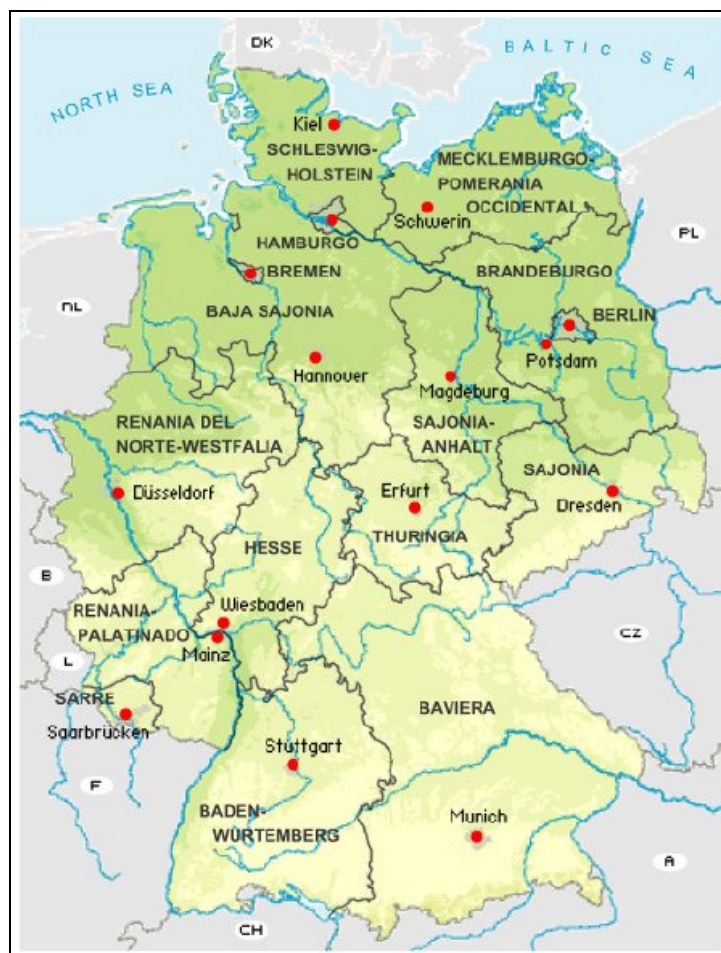 DK
BALTIC SEA
NORTH SEA
Kiel
SCHLESWIG-
HOLSTEIN
MECKLEMBURGO-
POMERANIA
OCCIDENTAL
Schwerin
HAMBURGO
PL
BREMEN
BRANDEBURGO
NL
BAJA SAJONIA
BERLIN
Potsdam
Hannover
Magdeburg
RENANIA DEL
NORTE-WESTFALIA
SAJONIA-
ANHALT
SAJONIA
Düsseldorf
Erfurt
Dresden
THURINGIA
HESSE
B
RENANIA-
PALATINADO
Wiesbaden
CZ
Mainz
L
SARRE
BAVIERA
Saarbrücken
Stuttgart
F
BADEN-
WÜRTEMBERG
Munich
A
CH